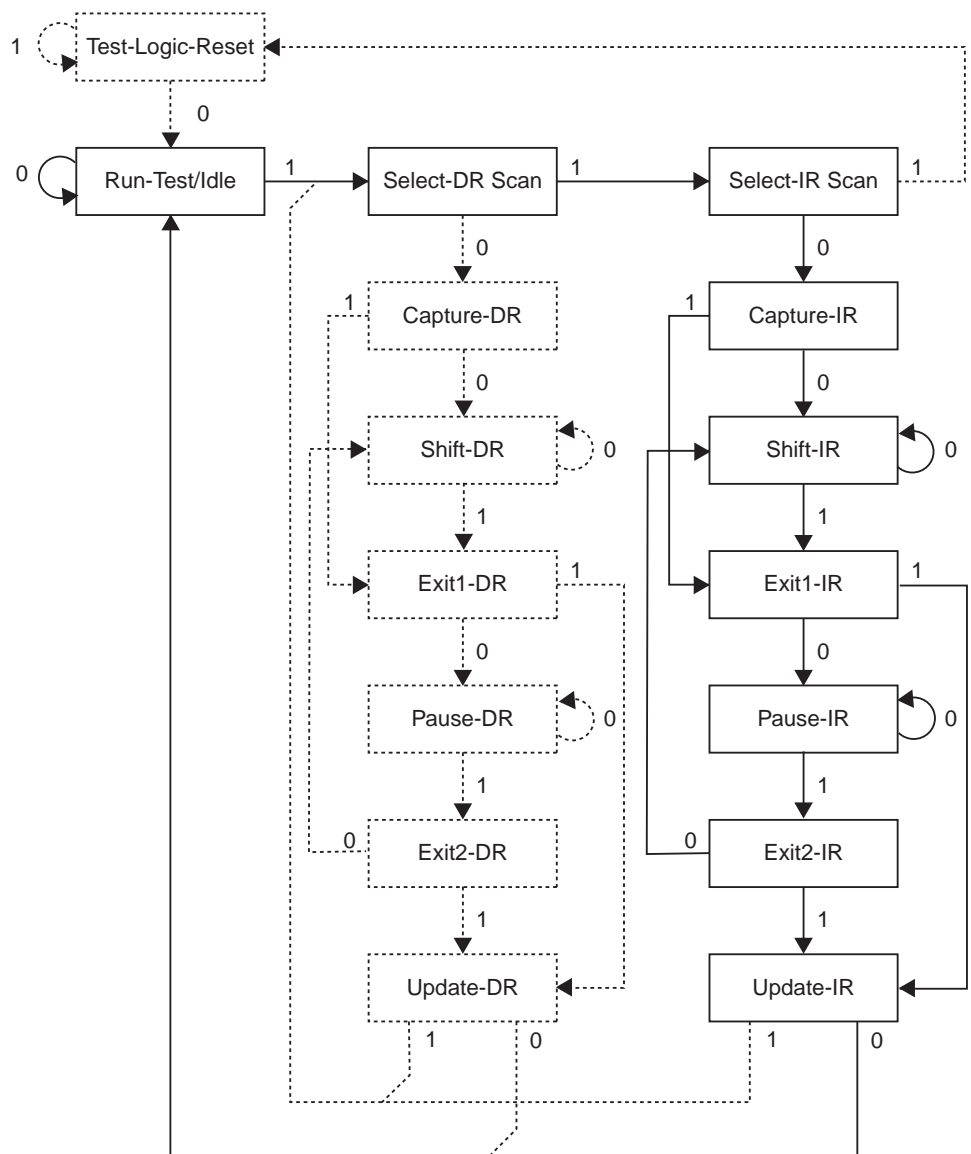 1 Test-Logic-Reset
0
0 Run-Test/Idle 1 Select-DR Scan 1 Select-IR Scan 1
0 0
1 Capture-DR 1 Capture-IR
0 0
Shift-DR 0 Shift-IR 0
1 1
Exit1-DR 1 Exit1-IR 1
0 0
Pause-DR 0 Pause-IR 0
1 1
0 Exit2-DR 0 Exit2-IR
1 1
Update-DR Update-IR
1 0 1 0